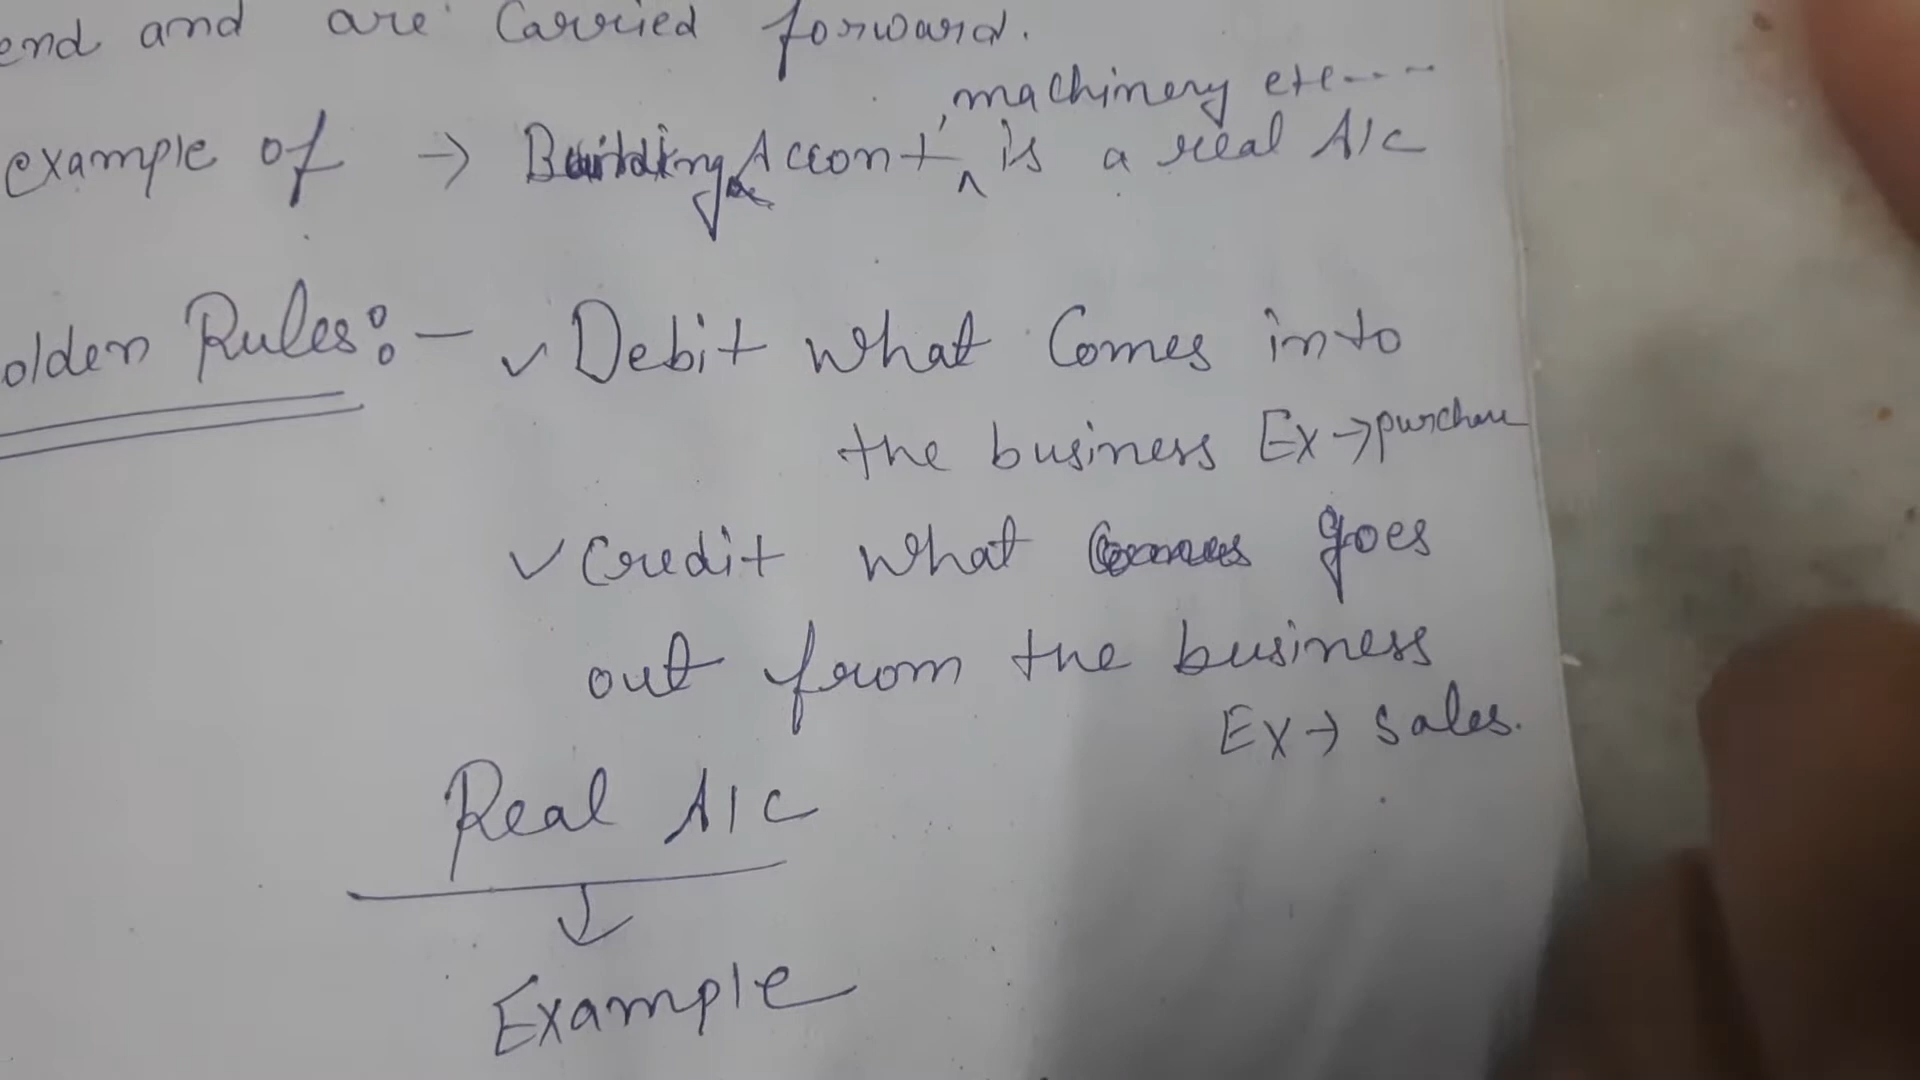 end and are Carried forward.
, machinery etc----
example of → Building Accont ^ is a real A/C
olden Rules:- ✓ Debit what Comes into
the business Ex → purchase
✓ Credit what goes
out from the business
Ex → Sales.
Real A/C
↓
Example